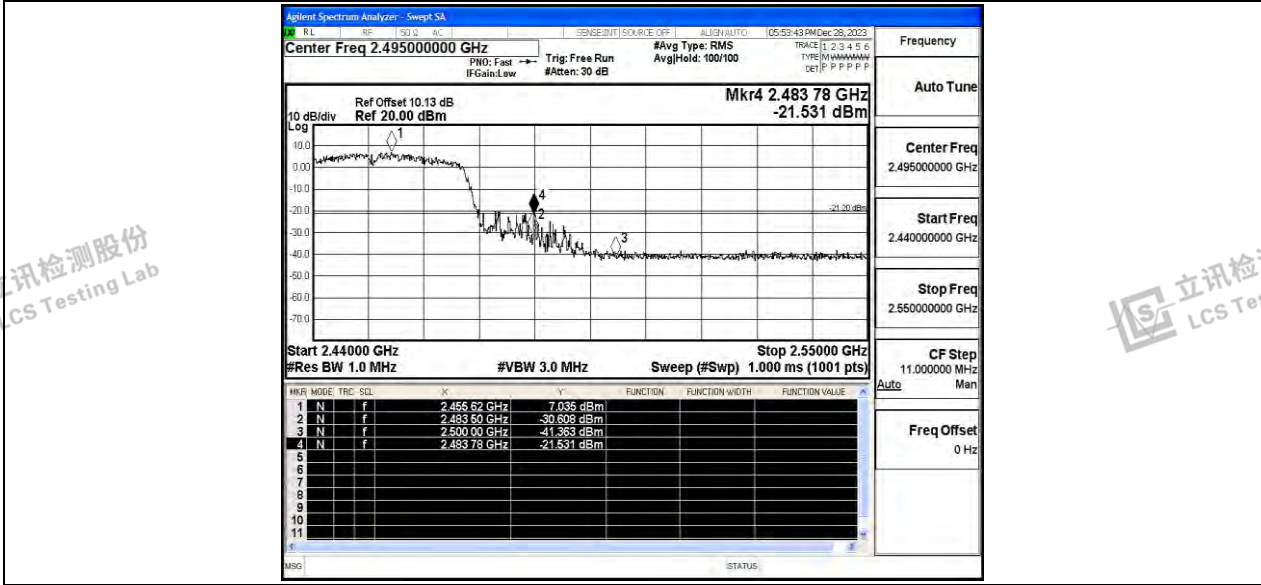 Agilent Spectrum Analyzer - Swept SA
RL RF 50 Ω AC SENSE:INT SOURCE OFF ALIGN AUTO 05:53:43 PM Dec 28, 2023
Center Freq 2.495000000 GHz
PNO: Fast
IFGain:Low
Trig: Free Run
#Atten: 30 dB
#Avg Type: RMS
Avg|Hold: 100/100
TRACE 1 2 3 4 5 6
TYPE M WWWWW
DET P P P P P P
Frequency
Auto Tune
Center Freq
2.495000000 GHz
Start Freq
2.440000000 GHz
Stop Freq
2.550000000 GHz
CF Step
11.000000 MHz
Auto Man
Freq Offset
0 Hz
Mkr4 2.483 78 GHz
-21.531 dBm
Ref Offset 10.13 dB
10 dB/div Ref 20.00 dBm
Log
10.0
0.00
-10.0
-20.0
-30.0
-40.0
-50.0
-60.0
-70.0
1
4
2
3
-21.20 dBm
Start 2.44000 GHz Stop 2.55000 GHz
#Res BW 1.0 MHz #VBW 3.0 MHz Sweep (#Swp) 1.000 ms (1001 pts)
MKR MODE TRC SCL X Y FUNCTION FUNCTION WIDTH FUNCTION VALUE
1 N f 2.455 62 GHz 7.035 dBm
2 N f 2.483 50 GHz -30.608 dBm
3 N f 2.500 00 GHz -41.363 dBm
4 N f 2.483 78 GHz -21.531 dBm
5
6
7
8
9
10
11
MSG STATUS
讯检测股份
LCS Testing Lab
立讯检
LCS Tes